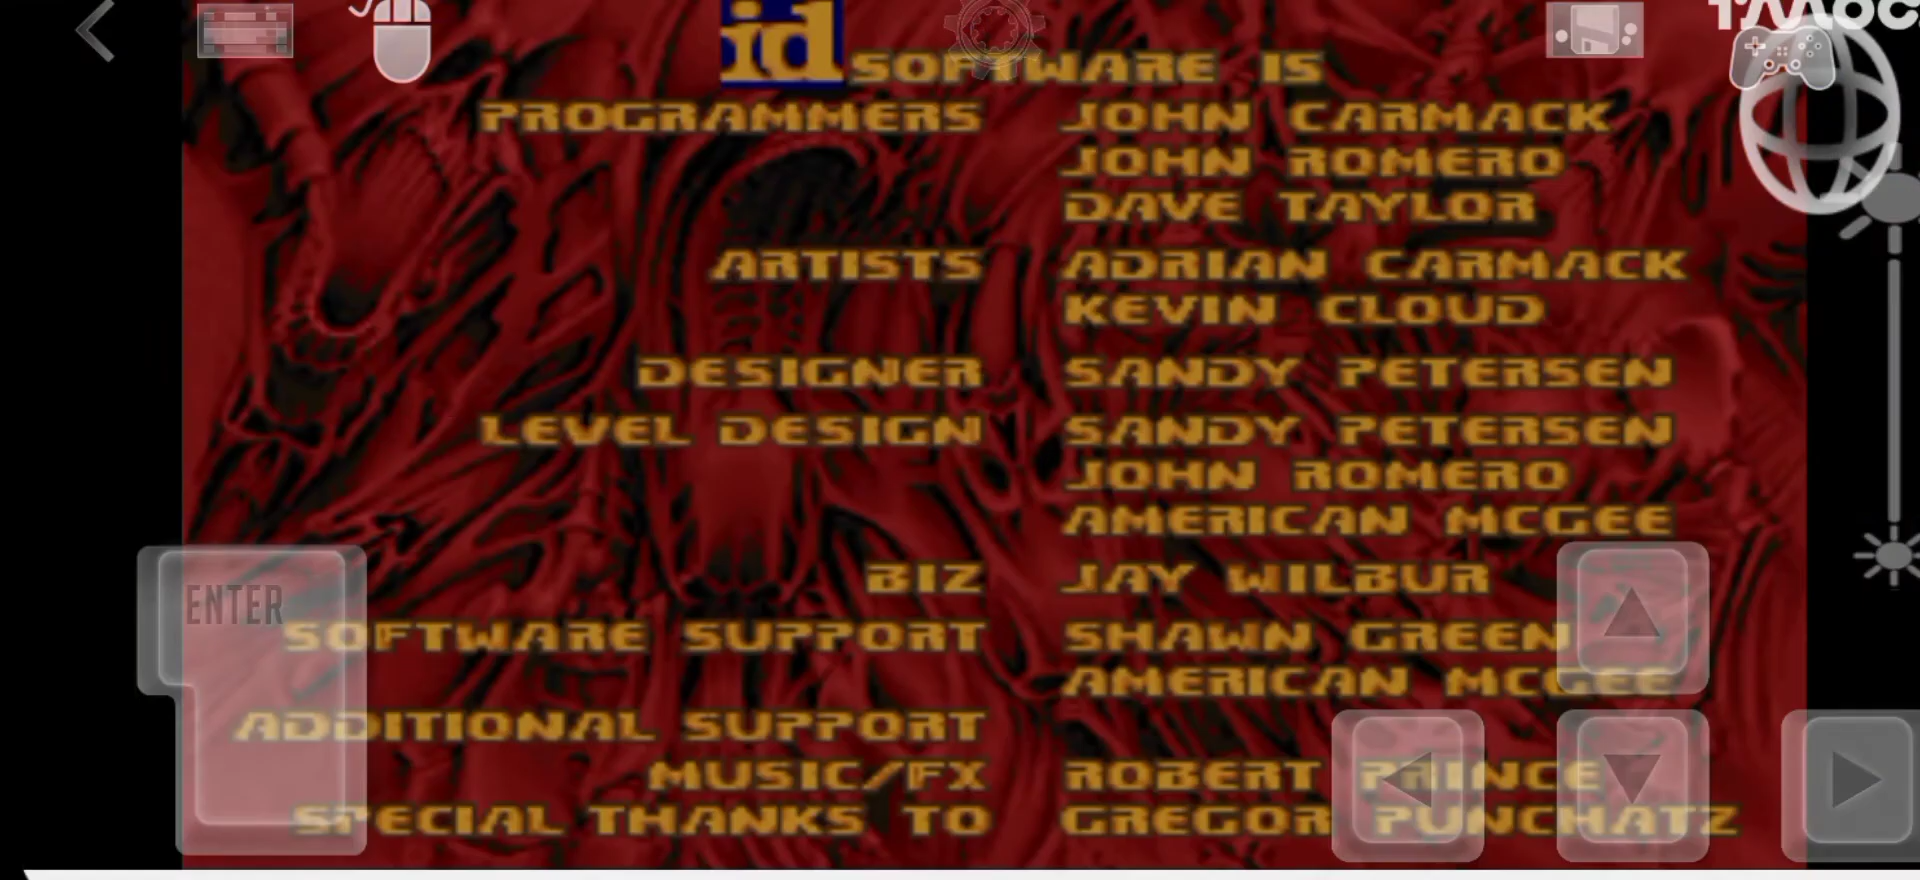 id SOFTWARE IS
PROGRAMMERS JOHN CARMACK
JOHN ROMERO
DAVE TAYLOR
ARTISTS ADRIAN CARMACK
KEVIN CLOUD
DESIGNER SANDY PETERSEN
LEVEL DESIGN SANDY PETERSEN
JOHN ROMERO
AMERICAN MCGEE
BIZ JAY WILBUR
ENTER
SOFTWARE SUPPORT SHAWN GREEN
AMERICAN MCGEE
ADDITIONAL SUPPORT
MUSIC/FX ROBERT PRINCE
SPECIAL THANKS TO GREGOR PUNCHATZ